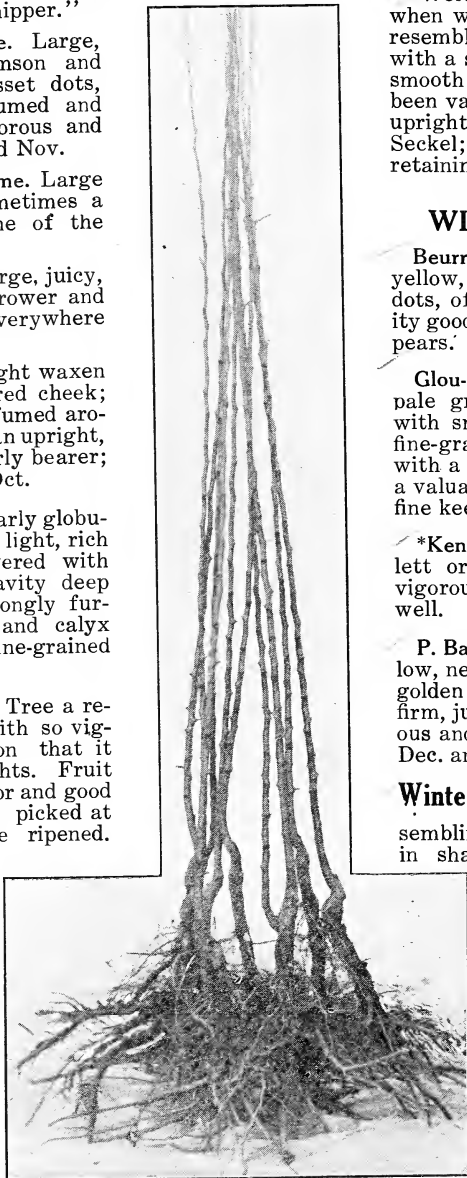 ipper."
e. Large,
mson and
sset dots,
umed and
orous and
d Nov.
me. Large
metimes a
ne of the
rge, juicy,
rower and
verywhere
ght waxen
red cheek;
fumed aro-
an upright,
rly bearer;
Oct.
early globu-
light, rich
ered with
avity deep
ongly fur-
and calyx
ne-grained
Tree a re-
ith so vig-
on that it
hts. Fruit
or and good
picked at
e ripened.
when w
resembl
with a s
smooth
been va
upright
Seckel;
retainin
WI
Beurr
yellow,
dots, of
ity good
pears.
Glou-
pale gr
with sm
fine-gra
with a
a valua
fine kee
*Ken
lett or
vigorou
well.
P. Ba
low, ne
golden
firm, ju
ous and
Dec. an
Winte
semblin
in sha